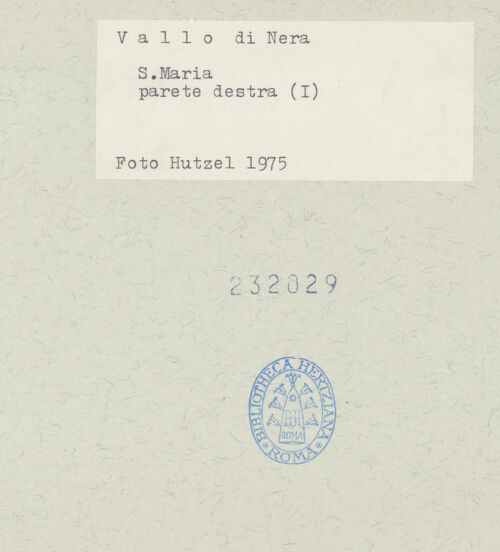 V a l l o di Nera
S.Maria
parete destra (I)
Foto Hutzel 1975
232029
BIBLIOTHECA HERTZIANA
ROMA
ROMA